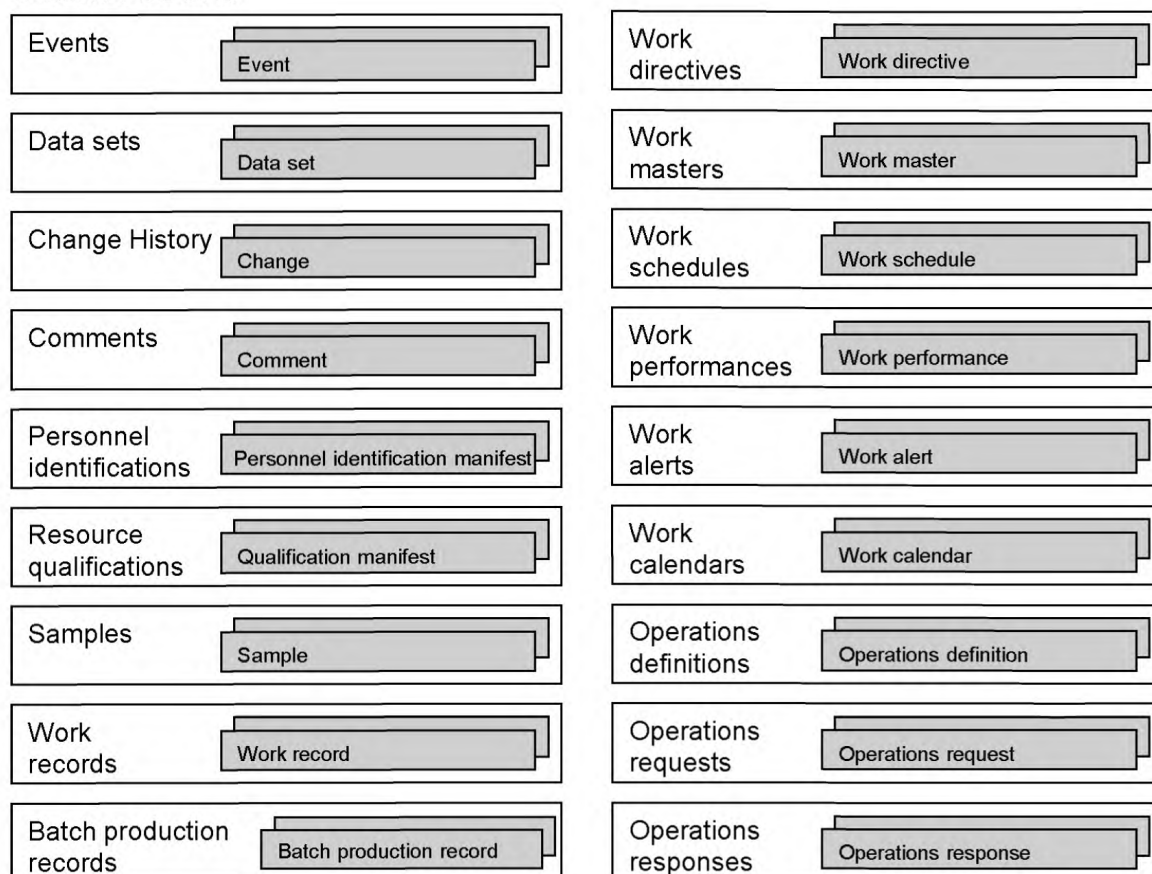 Events
Event
Data sets
Data set
Change History
Change
Comments
Comment
Personnel
identifications
Personnel identification manifest
Resource
qualifications
Qualification manifest
Samples
Sample
Work
records
Work record
Batch production
records
Batch production record
Work
directives
Work directive
Work
masters
Work master
Work
schedules
Work schedule
Work
performances
Work performance
Work
alerts
Work alert
Work
calendars
Work calendar
Operations
definitions
Operations definition
Operations
requests
Operations request
Operations
responses
Operations response